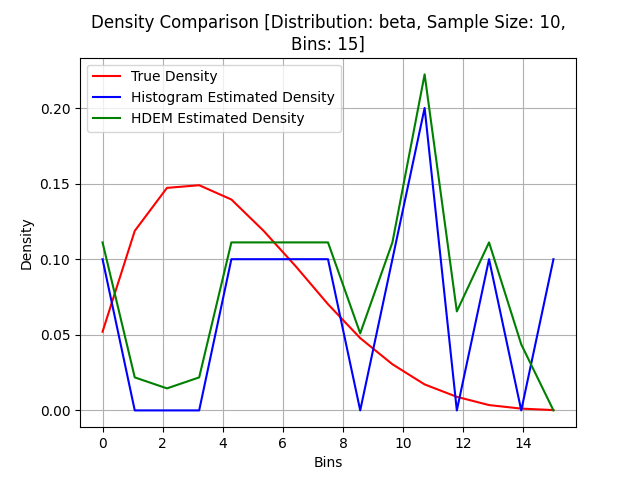 Density Comparison [Distribution: beta, Sample Size: 10,
Bins: 15]
True Density
Histogram Estimated Density
HDEM Estimated Density
Density
0.20
0.15
0.10
0.05
0.00
0 2 4 6 8 10 12 14
Bins